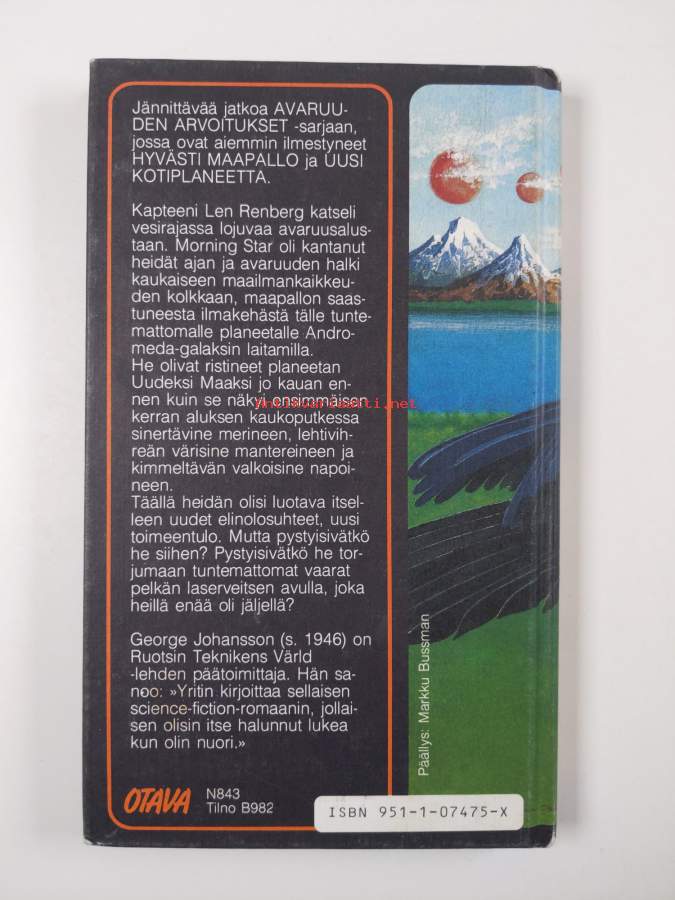 Jännittävää jatkoa AVARUU-
DEN ARVOITUKSET -sarjaan,
jossa ovat aiemmin ilmestyneet
HYVÄSTI MAAPALLO ja UUSI
KOTIPLANEETTA.
Kapteeni Len Renberg katseli
vesirajassa lojuvaa avaruusalus-
taan. Morning Star oli kantanut
heidät ajan ja avaruuden halki
kaukaiseen maailmankaikkeu-
den kolkkaan, maapallon saas-
tuneesta ilmakehästä tälle tunte-
mattomalle planeetalle Andro-
meda-galaksin laitamilla.
He olivat ristineet planeetan
Uudeksi Maaksi jo kauan en-
nen kuin se näkyi ensimmäisen
kerran aluksen kaukoputkessa
sinertävine merineen, lehtivih-
reän värisine mantereineen ja
kimmeltävän valkoisine napoi-
neen.
Täällä heidän olisi luotava itsel-
leen uudet elinolosuhteet, uusi
toimeentulo. Mutta pystyisivätkö
he siihen? Pystyisivätkö he tor-
jumaan tuntemattomat vaarat
pelkän laserveitsen avulla, joka
heillä enää oli jäljellä?
George Johansson (s. 1946) on
Ruotsin Teknikens Värld
-lehden päätoimittaja. Hän sa-
noo: »Yritin kirjoittaa sellaisen
science-fiction-romaanin, jollai-
sen olisin itse halunnut lukea
kun olin nuori.»
OTAVA
N843
Tilno B982
ISBN 951-1-07475-X
Päällys: Markku Bussman
Antikvariaatti.net